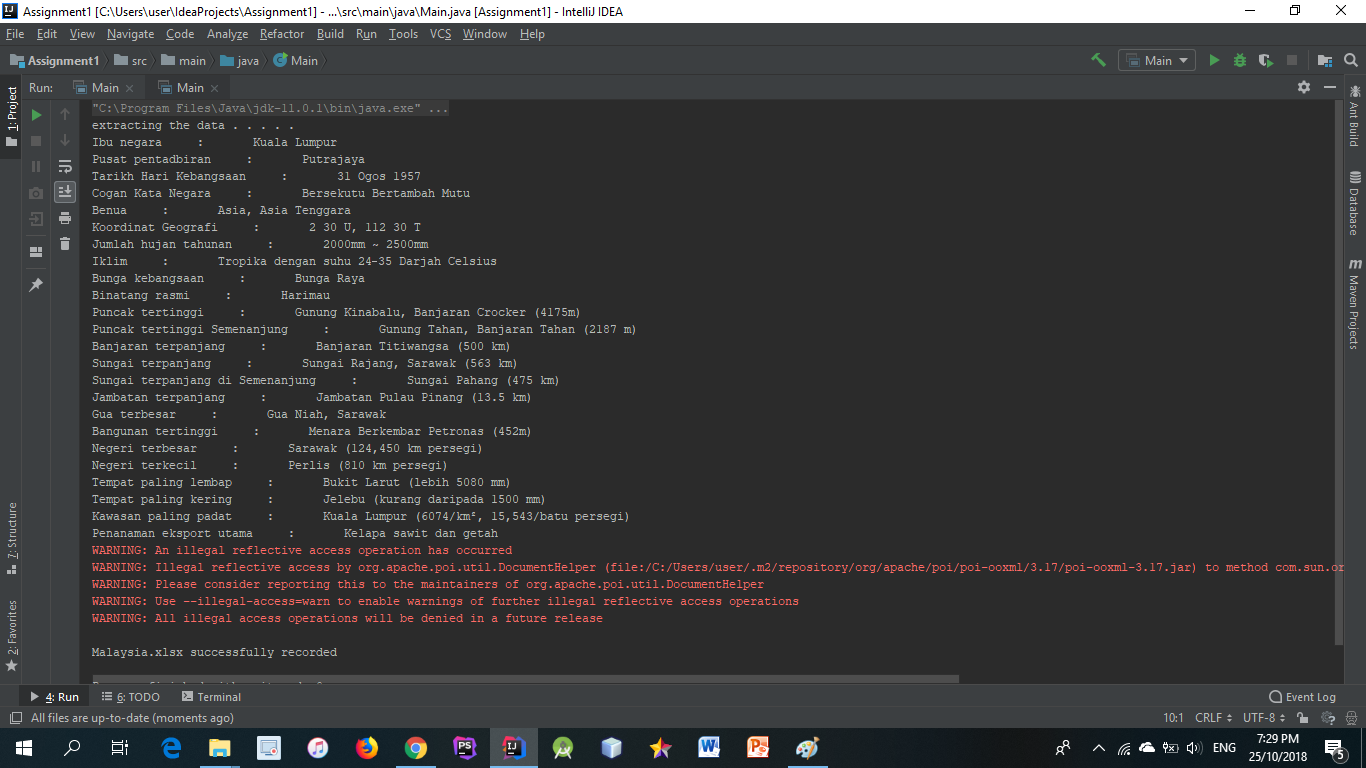 Assignment1 [C:\Users\user\IdeaProjects\Assignment1] - ...\src\main\java\Main.java [Assignment1] - IntelliJ IDEA
File Edit View Navigate Code Analyze Refactor Build Run Tools VCS Window Help
Assignment1 src main java Main Main
Run: Main Main
1: Project
Ant Build
Database
Maven Projects
7: Structure
2: Favorites
"C:\Program Files\Java\jdk-11.0.1\bin\java.exe" ...
extracting the data . . . . .
Ibu negara : Kuala Lumpur
Pusat pentadbiran : Putrajaya
Tarikh Hari Kebangsaan : 31 Ogos 1957
Cogan Kata Negara : Bersekutu Bertambah Mutu
Benua : Asia, Asia Tenggara
Koordinat Geografi : 2 30 U, 112 30 T
Jumlah hujan tahunan : 2000mm ~ 2500mm
Iklim : Tropika dengan suhu 24-35 Darjah Celsius
Bunga kebangsaan : Bunga Raya
Binatang rasmi : Harimau
Puncak tertinggi : Gunung Kinabalu, Banjaran Crocker (4175m)
Puncak tertinggi Semenanjung : Gunung Tahan, Banjaran Tahan (2187 m)
Banjaran terpanjang : Banjaran Titiwangsa (500 km)
Sungai terpanjang : Sungai Rajang, Sarawak (563 km)
Sungai terpanjang di Semenanjung : Sungai Pahang (475 km)
Jambatan terpanjang : Jambatan Pulau Pinang (13.5 km)
Gua terbesar : Gua Niah, Sarawak
Bangunan tertinggi : Menara Berkembar Petronas (452m)
Negeri terbesar : Sarawak (124,450 km persegi)
Negeri terkecil : Perlis (810 km persegi)
Tempat paling lembap : Bukit Larut (lebih 5080 mm)
Tempat paling kering : Jelebu (kurang daripada 1500 mm)
Kawasan paling padat : Kuala Lumpur (6074/km², 15,543/batu persegi)
Penanaman eksport utama : Kelapa sawit dan getah
WARNING: An illegal reflective access operation has occurred
WARNING: Illegal reflective access by org.apache.poi.util.DocumentHelper (file:/C:/Users/user/.m2/repository/org/apache/poi/poi-ooxml/3.17/poi-ooxml-3.17.jar) to method com.sun.or
WARNING: Please consider reporting this to the maintainers of org.apache.poi.util.DocumentHelper
WARNING: Use --illegal-access=warn to enable warnings of further illegal reflective access operations
WARNING: All illegal access operations will be denied in a future release
Malaysia.xlsx successfully recorded
4: Run 6: TODO Terminal Event Log
All files are up-to-date (moments ago) 10:1 CRLF UTF-8
ENG 7:29 PM
25/10/2018 5